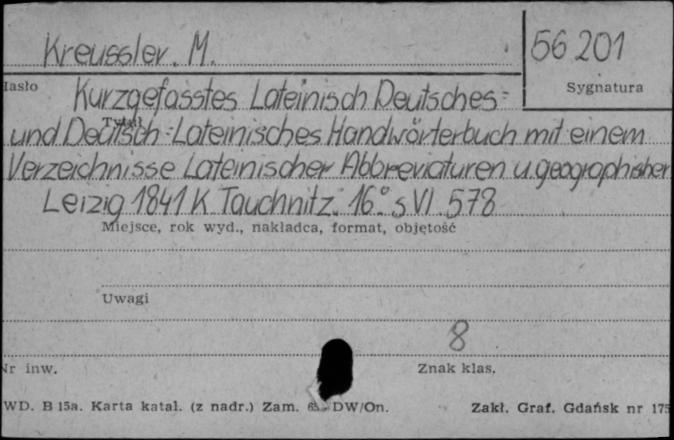 Kreussler. M.
56 201
Hasło
Sygnatura
Kurzgefasstes Lateinisch Deutsches=
Tytuł
und Deutsch-Lateinisches Handwörterbuch mit einem
Verzeichnisse Lateinischer Abbreviaturen u. geographischer
Leizig 1841 K Tauchnitz. 16° s VI 578
Miejsce, rok wyd., nakładca, format, objętość
Uwagi
8
Nr inw.
Znak klas.
WD. B 15a. Karta katal. (z nadr.) Zam. DW/On.
Zakł. Graf. Gdańsk nr 175